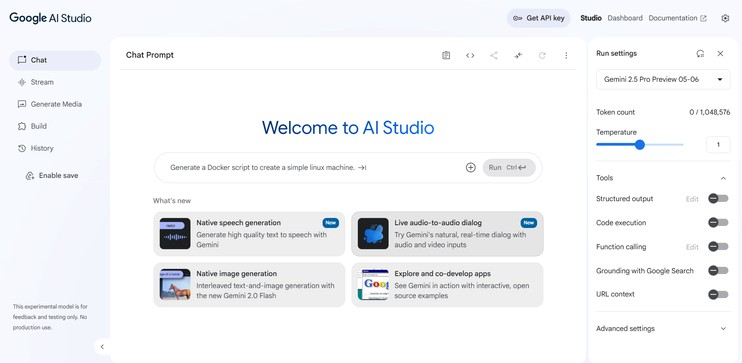 Google AI Studio
Get API key
Studio
Dashboard
Documentation
Chat
Stream
Generate Media
Build
History
Enable save
This experimental model is for
feedback and testing only. No
production use.
Chat Prompt
Welcome to AI Studio
Generate a Docker script to create a simple linux machine.
Run Ctrl
What's new
Native speech generation
New
Generate high quality text to speech with
Gemini
Live audio-to-audio dialog
New
Try Gemini's natural, real-time dialog with
audio and video inputs
Native image generation
Interleaved text-and-image generation with
the new Gemini 2.0 Flash
Explore and co-develop apps
See Gemini in action with interactive, open
source examples
Run settings
Gemini 2.5 Pro Preview 05-06
Token count
0 / 1,048,576
Temperature
1
Tools
Structured output
Edit
Code execution
Function calling
Edit
Grounding with Google Search
URL context
Advanced settings